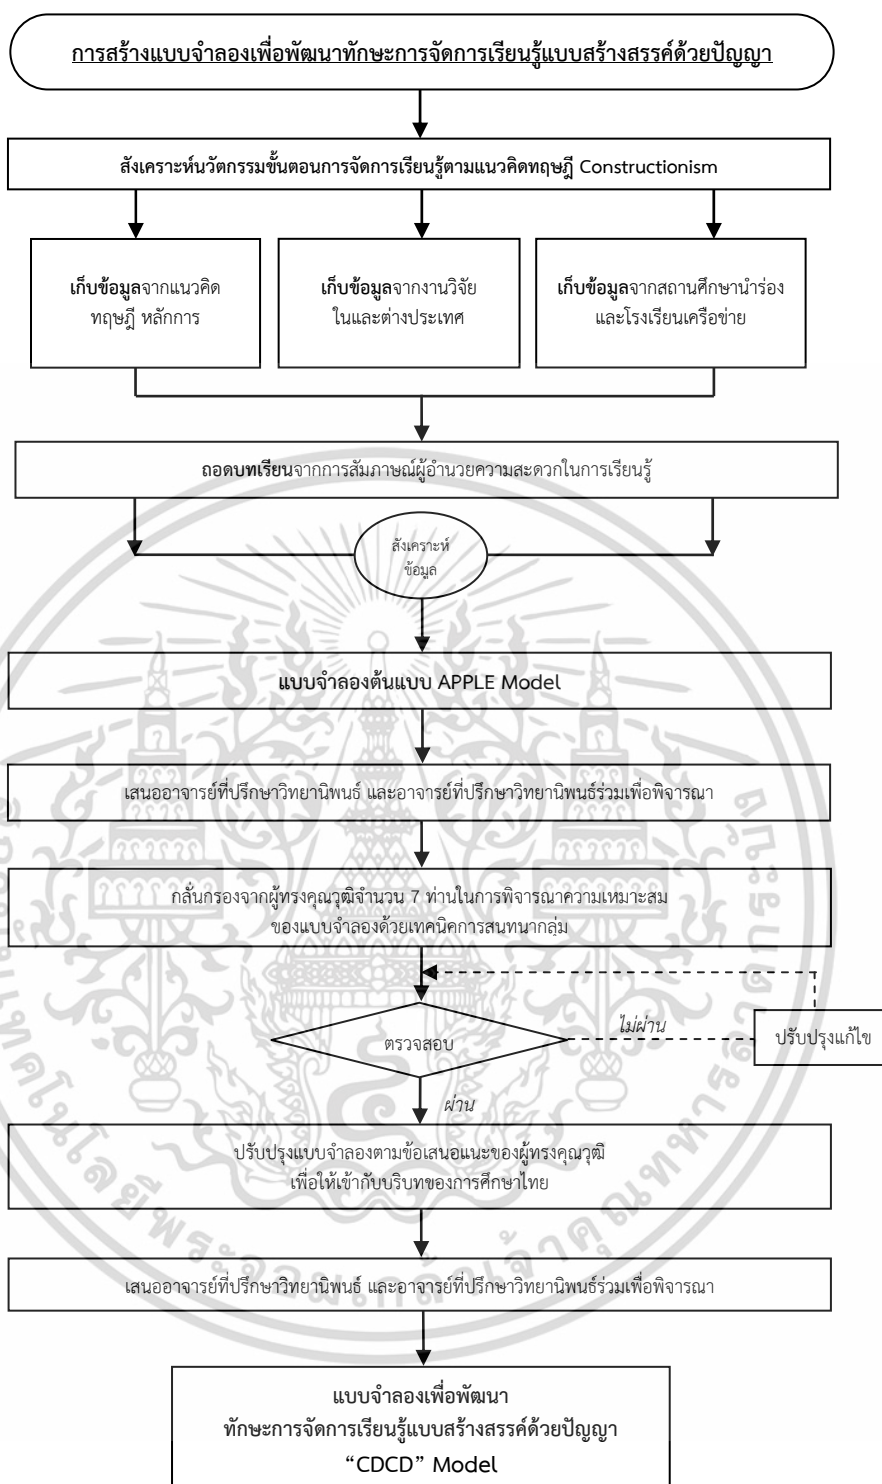 การสร้างแบบจำลองเพื่อพัฒนาทักษะการจัดการเรียนรู้แบบสร้างสรรค์ด้วยปัญญา
สังเคราะห์นวัตกรรมขั้นตอนการจัดการเรียนรู้ตามแนวคิดทฤษฎี Constructionism
เก็บข้อมูลจากแนวคิด
ทฤษฎี หลักการ
เก็บข้อมูลจากงานวิจัย
ในและต่างประเทศ
เก็บข้อมูลจากสถานศึกษานำร่อง
และโรงเรียนเครือข่าย
ถอดบทเรียนจากการสัมภาษณ์ผู้อำนวยความสะดวกในการเรียนรู้
สังเคราะห์
ข้อมูล
แบบจำลองต้นแบบ APPLE Model
เสนออาจารย์ที่ปรึกษาวิทยานิพนธ์ และอาจารย์ที่ปรึกษาวิทยานิพนธ์ร่วมเพื่อพิจารณา
กลั่นกรองจากผู้ทรงคุณวุฒิจำนวน 7 ท่านในการพิจารณาความเหมาะสม
ของแบบจำลองด้วยเทคนิคการสนทนากลุ่ม
ตรวจสอบ
ไม่ผ่าน
ปรับปรุงแก้ไข
ผ่าน
ปรับปรุงแบบจำลองตามข้อเสนอแนะของผู้ทรงคุณวุฒิ
เพื่อให้เข้ากับบริบทของการศึกษาไทย
เสนออาจารย์ที่ปรึกษาวิทยานิพนธ์ และอาจารย์ที่ปรึกษาวิทยานิพนธ์ร่วมเพื่อพิจารณา
แบบจำลองเพื่อพัฒนา
ทักษะการจัดการเรียนรู้แบบสร้างสรรค์ด้วยปัญญา
“CDCD” Model
พระจอมเกล้าเจ้าคุณทหารลาดกระบัง